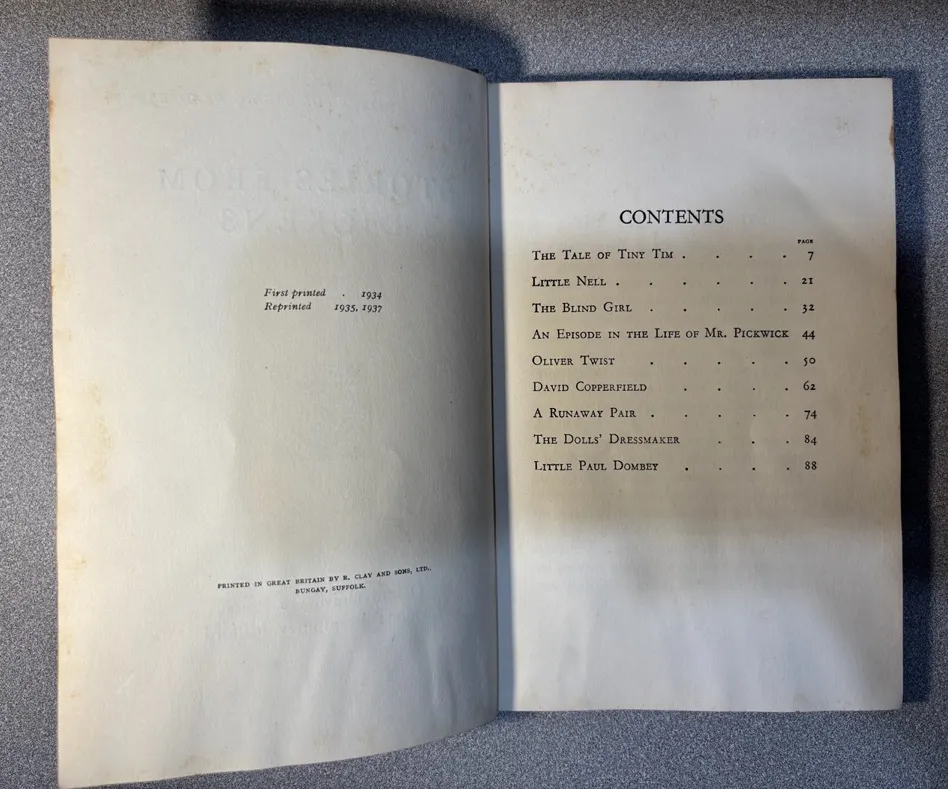 First printed . 1934
Reprinted 1935, 1937
PRINTED IN GREAT BRITAIN BY R. CLAY AND SONS, LTD.,
BUNGAY, SUFFOLK.
CONTENTS
PAGE
THE TALE OF TINY TIM . . . . 7
LITTLE NELL . . . . . . 21
THE BLIND GIRL . . . . . 32
AN EPISODE IN THE LIFE OF MR. PICKWICK 44
OLIVER TWIST . . . . . 50
DAVID COPPERFIELD . . . . 62
A RUNAWAY PAIR . . . . . 74
THE DOLLS' DRESSMAKER . . . 84
LITTLE PAUL DOMBEY . . . . 88